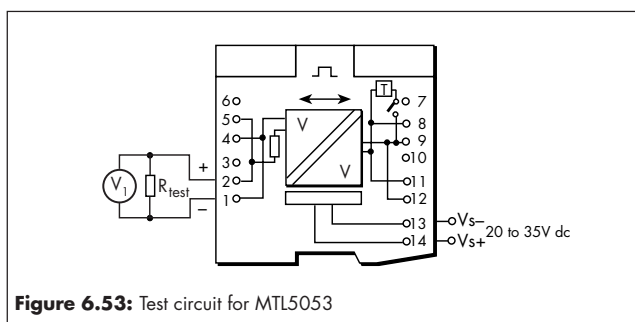 6
5
4
3
2
1
+
−
V1
Rtest
V
V
T
7
8
9
10
11
12
13
14
Vs−
Vs+
20 to 35V dc
Figure 6.53: Test circuit for MTL5053